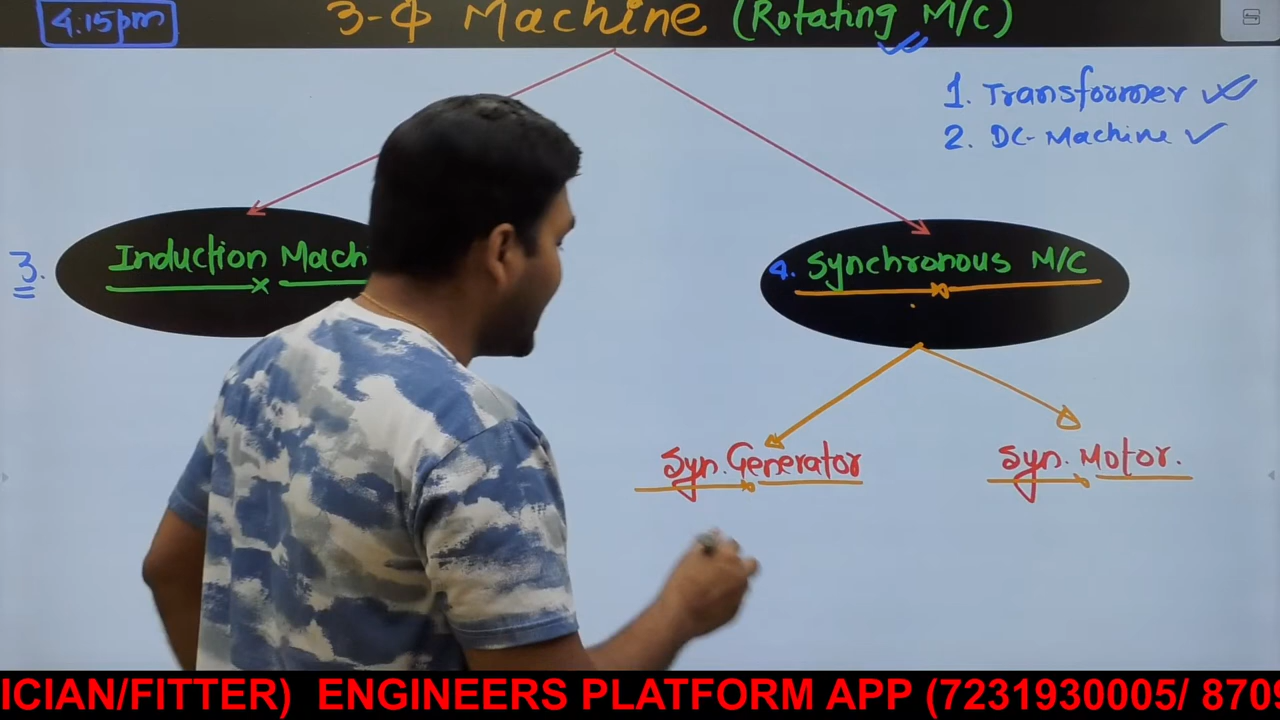 4.15pm
3-Φ Machine (Rotating M/C)
1. Transformer
2. DC-Machine
3. Induction Machi
4. Synchronous M/C
Syn. Generator
Syn. Motor.
ICIAN/FITTER) ENGINEERS PLATFORM APP (7231930005/ 870